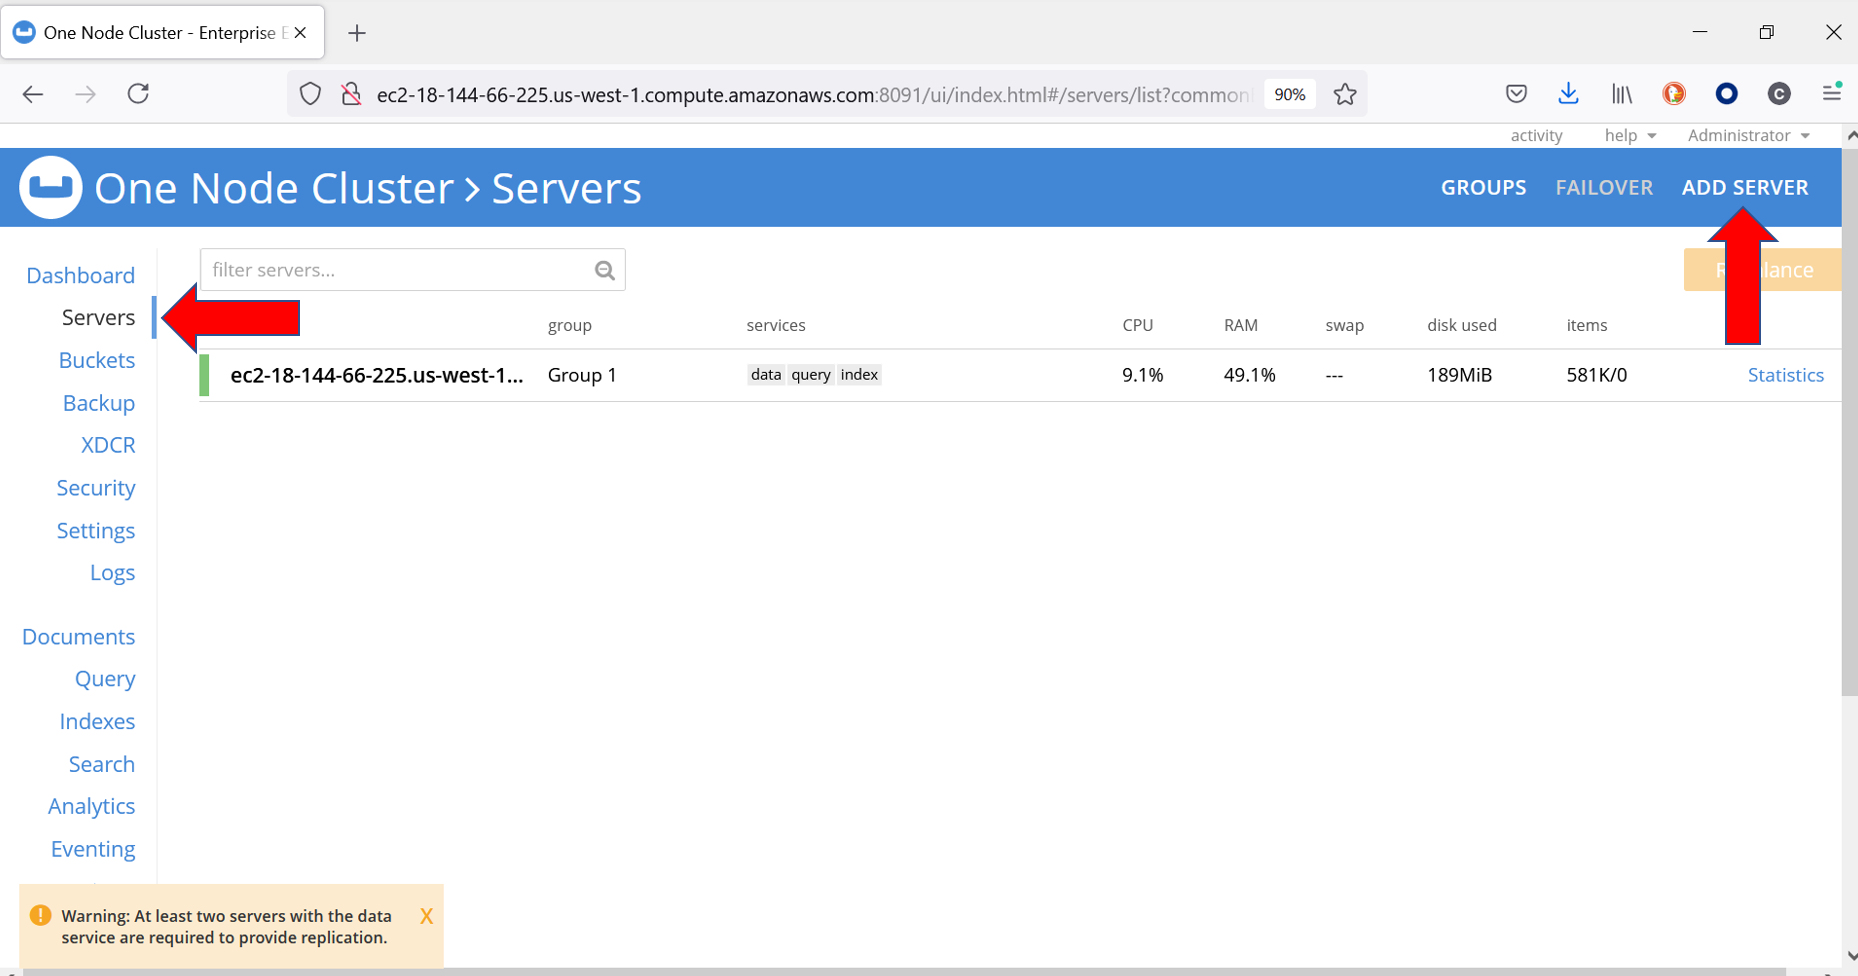 One Node Cluster - Enterprise E
ec2-18-144-66-225.us-west-1.compute.amazonaws.com:8091/ui/index.html#/servers/list?common 90%
activity help Administrator
One Node Cluster > Servers GROUPS FAILOVER ADD SERVER
filter servers...
group services CPU RAM swap disk used items
ec2-18-144-66-225.us-west-1... Group 1 data query index 9.1% 49.1% --- 189MiB 581K/0 Statistics
Dashboard
Servers
Buckets
Backup
XDCR
Security
Settings
Logs
Documents
Query
Indexes
Search
Analytics
Eventing
Warning: At least two servers with the data X
service are required to provide replication.